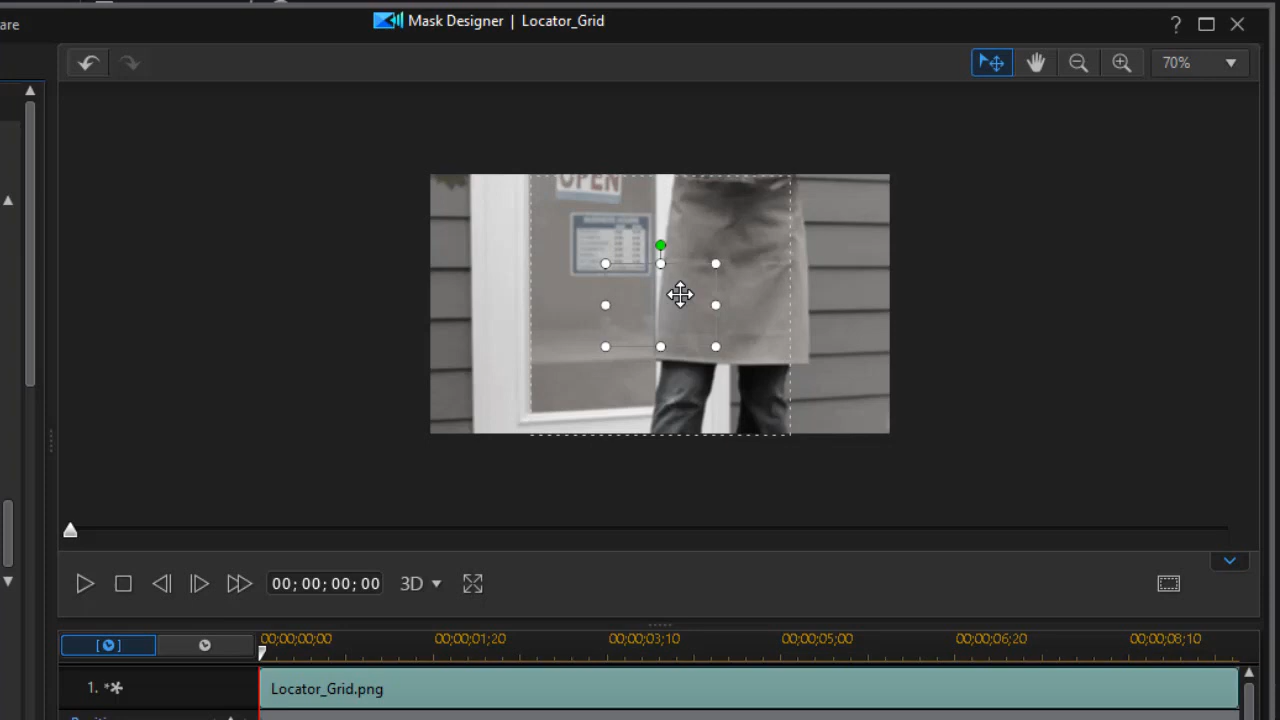 are
Mask Designer | Locator_Grid
?
70%
OPEN
00;00;00;00
3D
00;00;00;00
00;00;01;20
00;00;03;10
00;00;05;00
00;00;06;20
00;00;08;10
1.
Locator_Grid.png